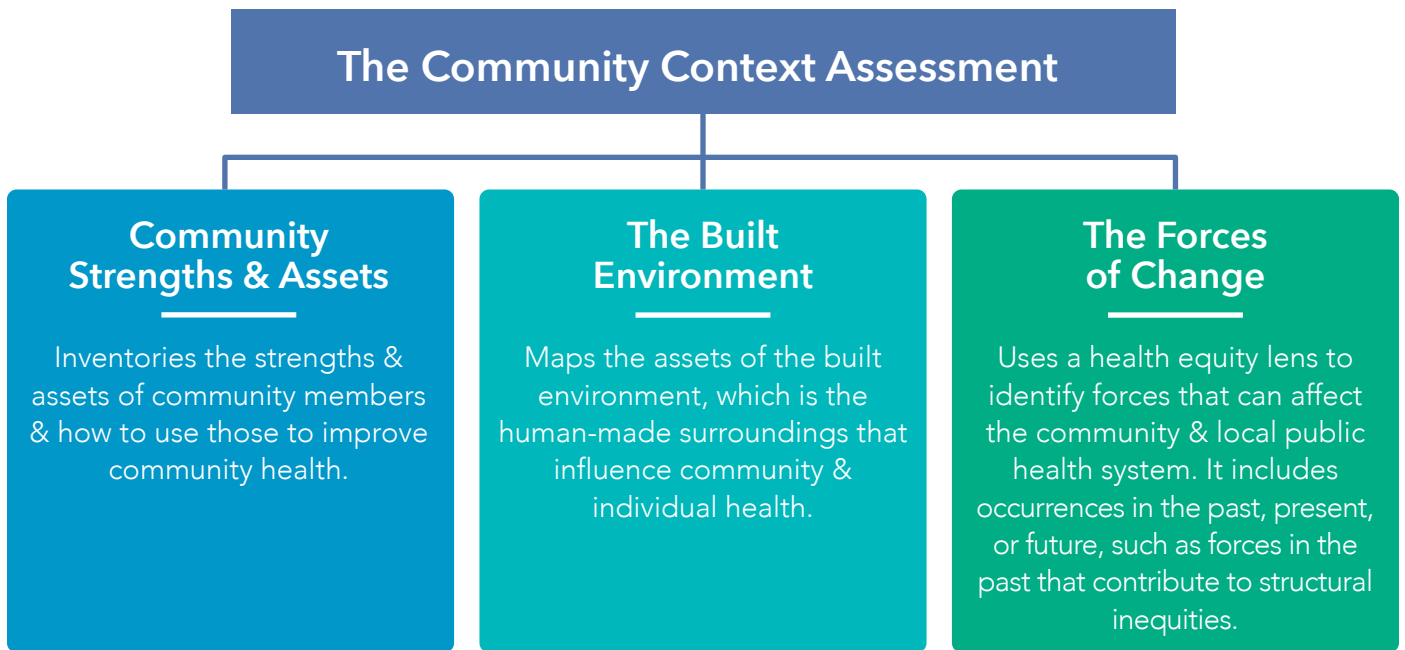 The Community Context Assessment
Community
Strengths & Assets
Inventories the strengths &
assets of community members
& how to use those to improve
community health.
The Built
Environment
Maps the assets of the built
environment, which is the
human-made surroundings that
influence community &
individual health.
The Forces
of Change
Uses a health equity lens to
identify forces that can affect
the community & local public
health system. It includes
occurrences in the past, present,
or future, such as forces in the
past that contribute to structural
inequities.